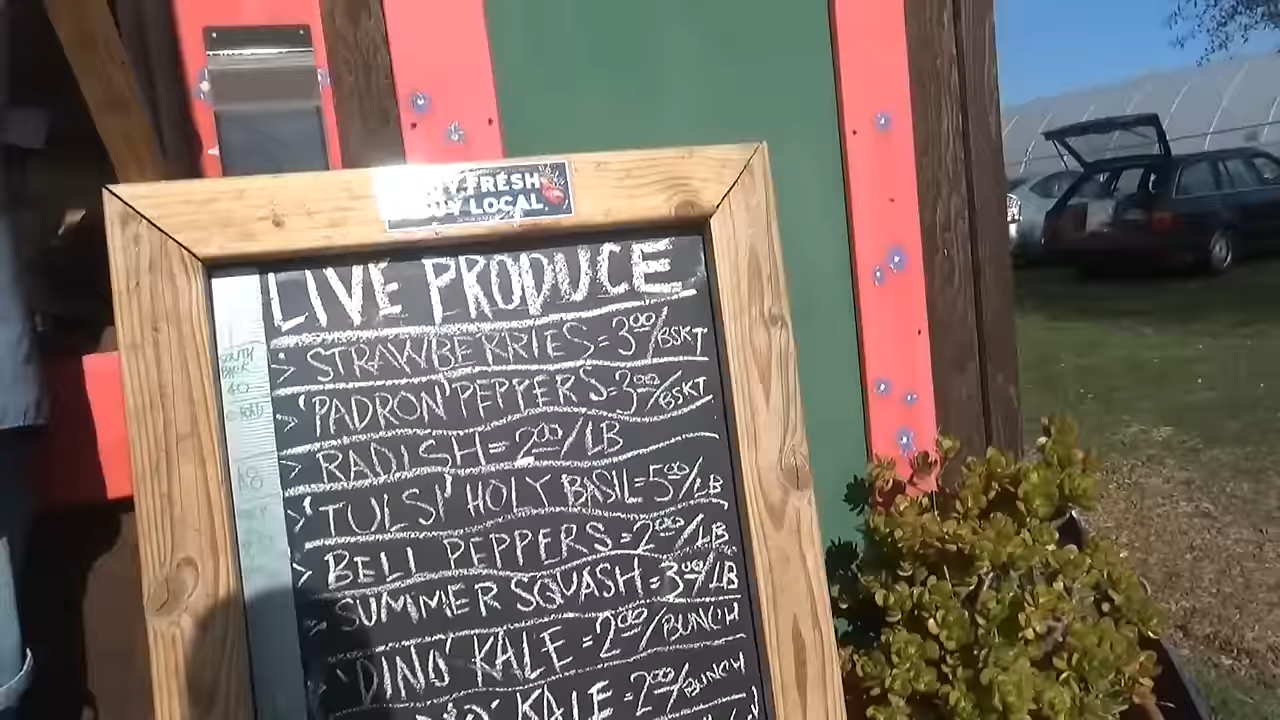 FRESH
BUY LOCAL
LIVE PRODUCE
> STRAWBERRIES=3.00/BSKT
> 'PADRON' PEPPERS=3.00/BSKT
> RADISH=2.00/LB
> 'TULSI' HOLY BASIL=5.00/LB
> BELL PEPPERS=2.00/LB
> SUMMER SQUASH=3.00/LB
> 'DINO' KALE=2.00/BUNCH
KALE=2.00/BUNCH